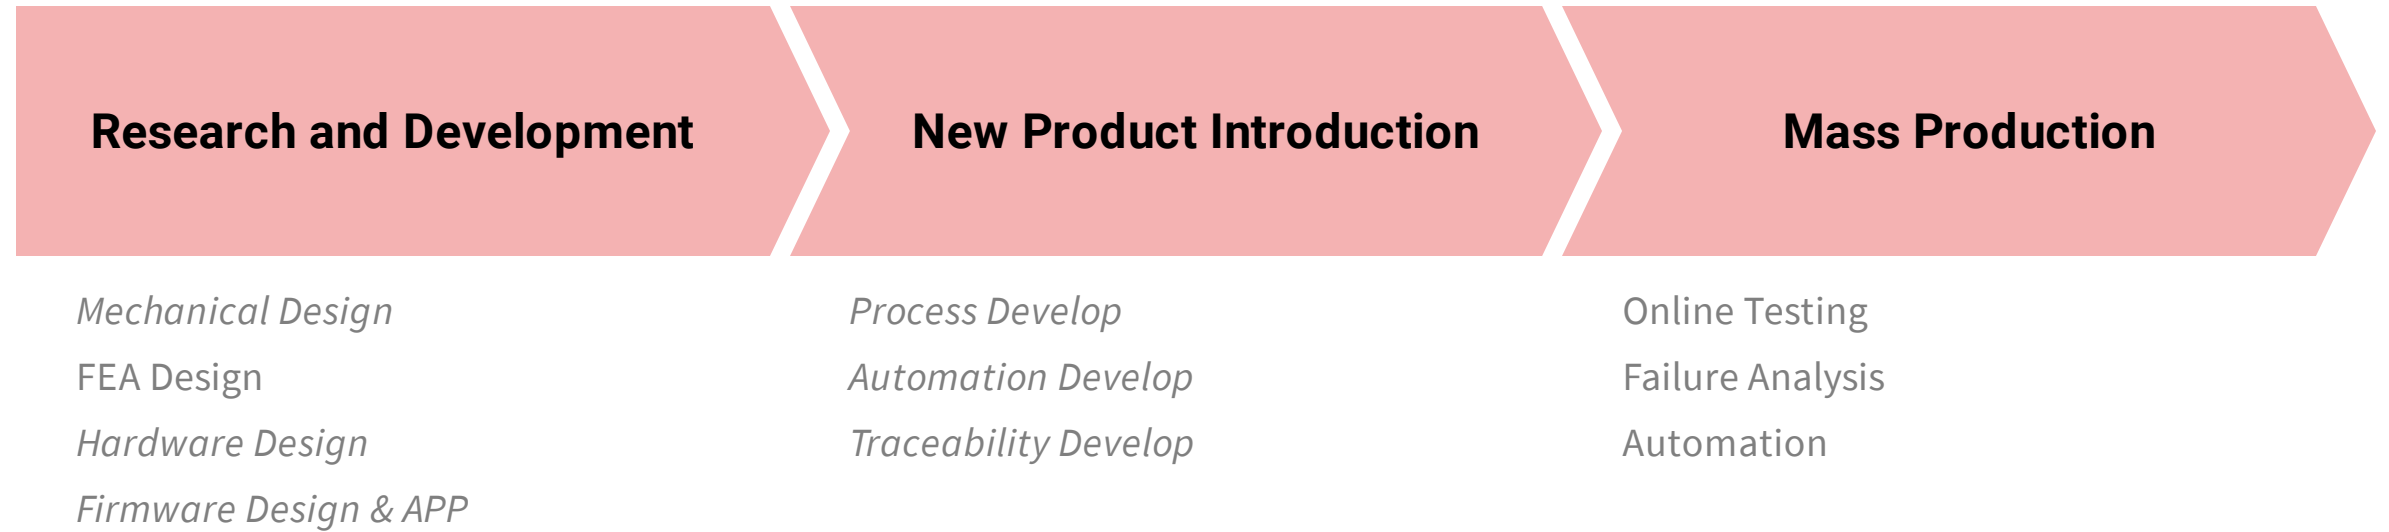 Research and Development
New Product Introduction
Mass Production
Mechanical Design
FEA Design
Hardware Design
Firmware Design & APP
Process Develop
Automation Develop
Traceability Develop
Online Testing
Failure Analysis
Automation